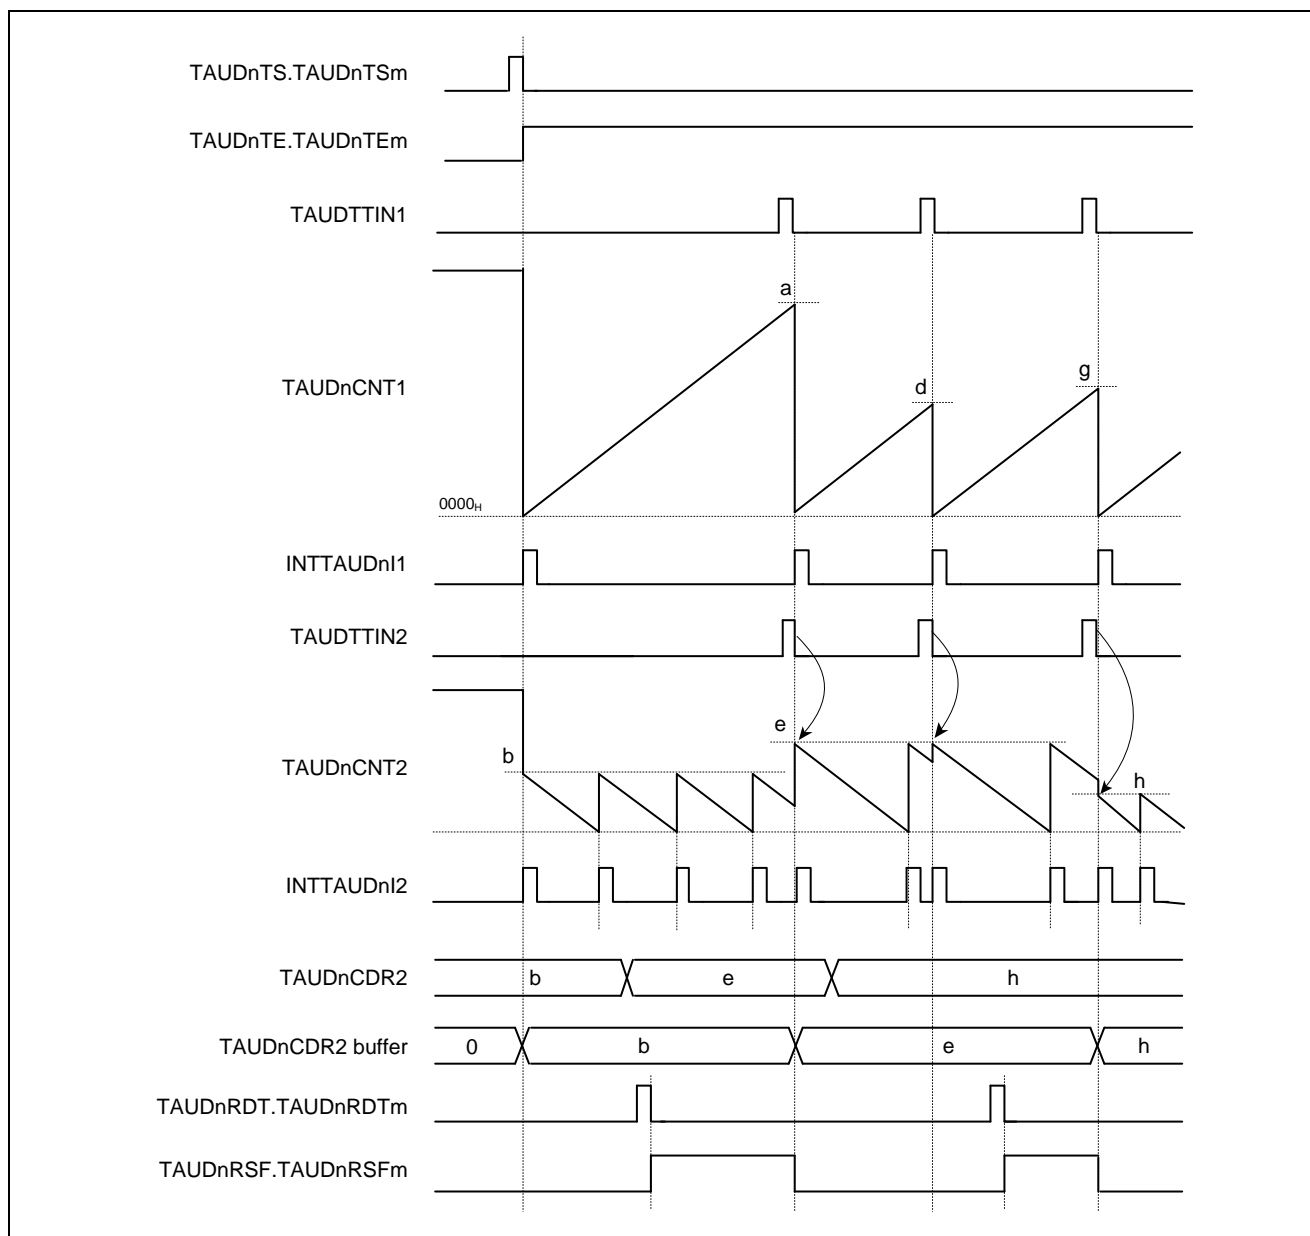 TAUDnTS.TAUDnTSm
TAUDnTE.TAUDnTEm
TAUDTTIN1
a
d
g
TAUDnCNT1
0000H
INTTAUDnI1
TAUDTTIN2
e
b
h
TAUDnCNT2
INTTAUDnI2
TAUDnCDR2 b e h
TAUDnCDR2 buffer 0 b e h
TAUDnRDT.TAUDnRDTm
TAUDnRSF.TAUDnRSFm